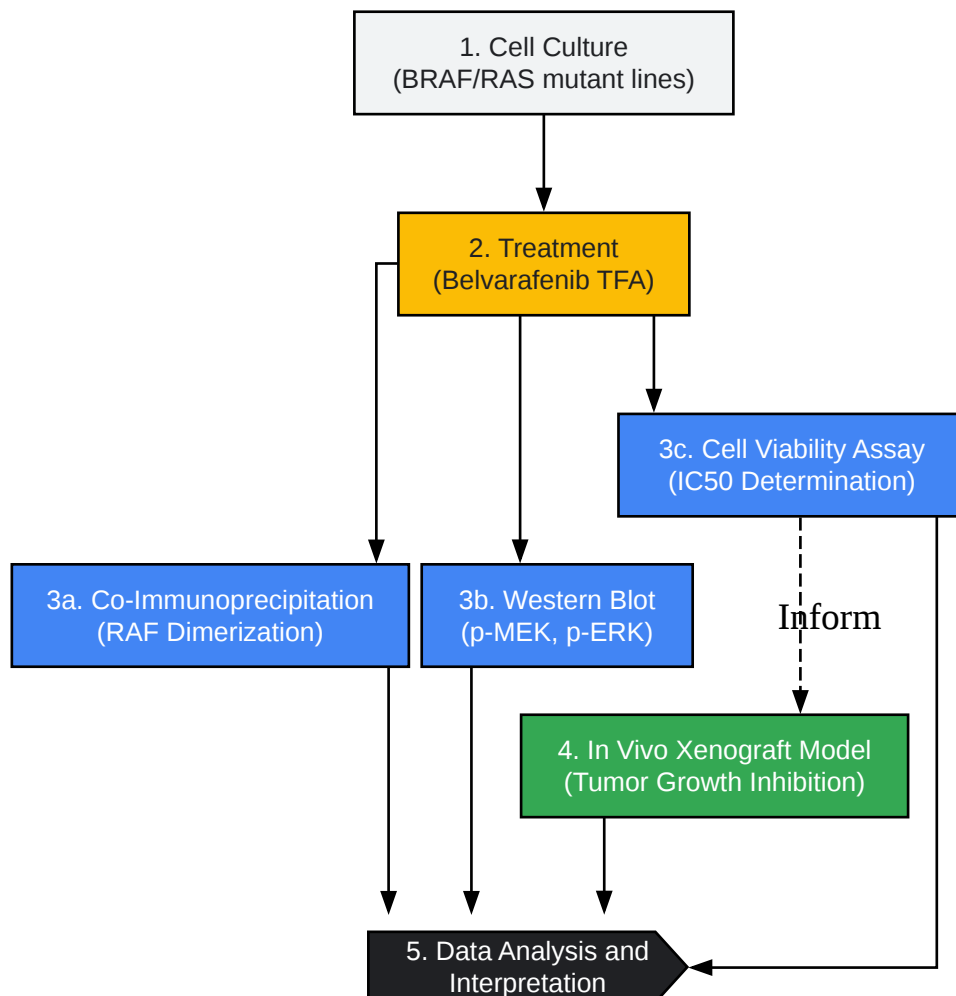 1. Cell Culture
(BRAF/RAS mutant lines)
2. Treatment
(Belvarafenib TFA)
3c. Cell Viability Assay
(IC50 Determination)
3a. Co-Immunoprecipitation
(RAF Dimerization)
3b. Western Blot
(p-MEK, p-ERK)
Inform
4. In Vivo Xenograft Model
(Tumor Growth Inhibition)
5. Data Analysis and
Interpretation